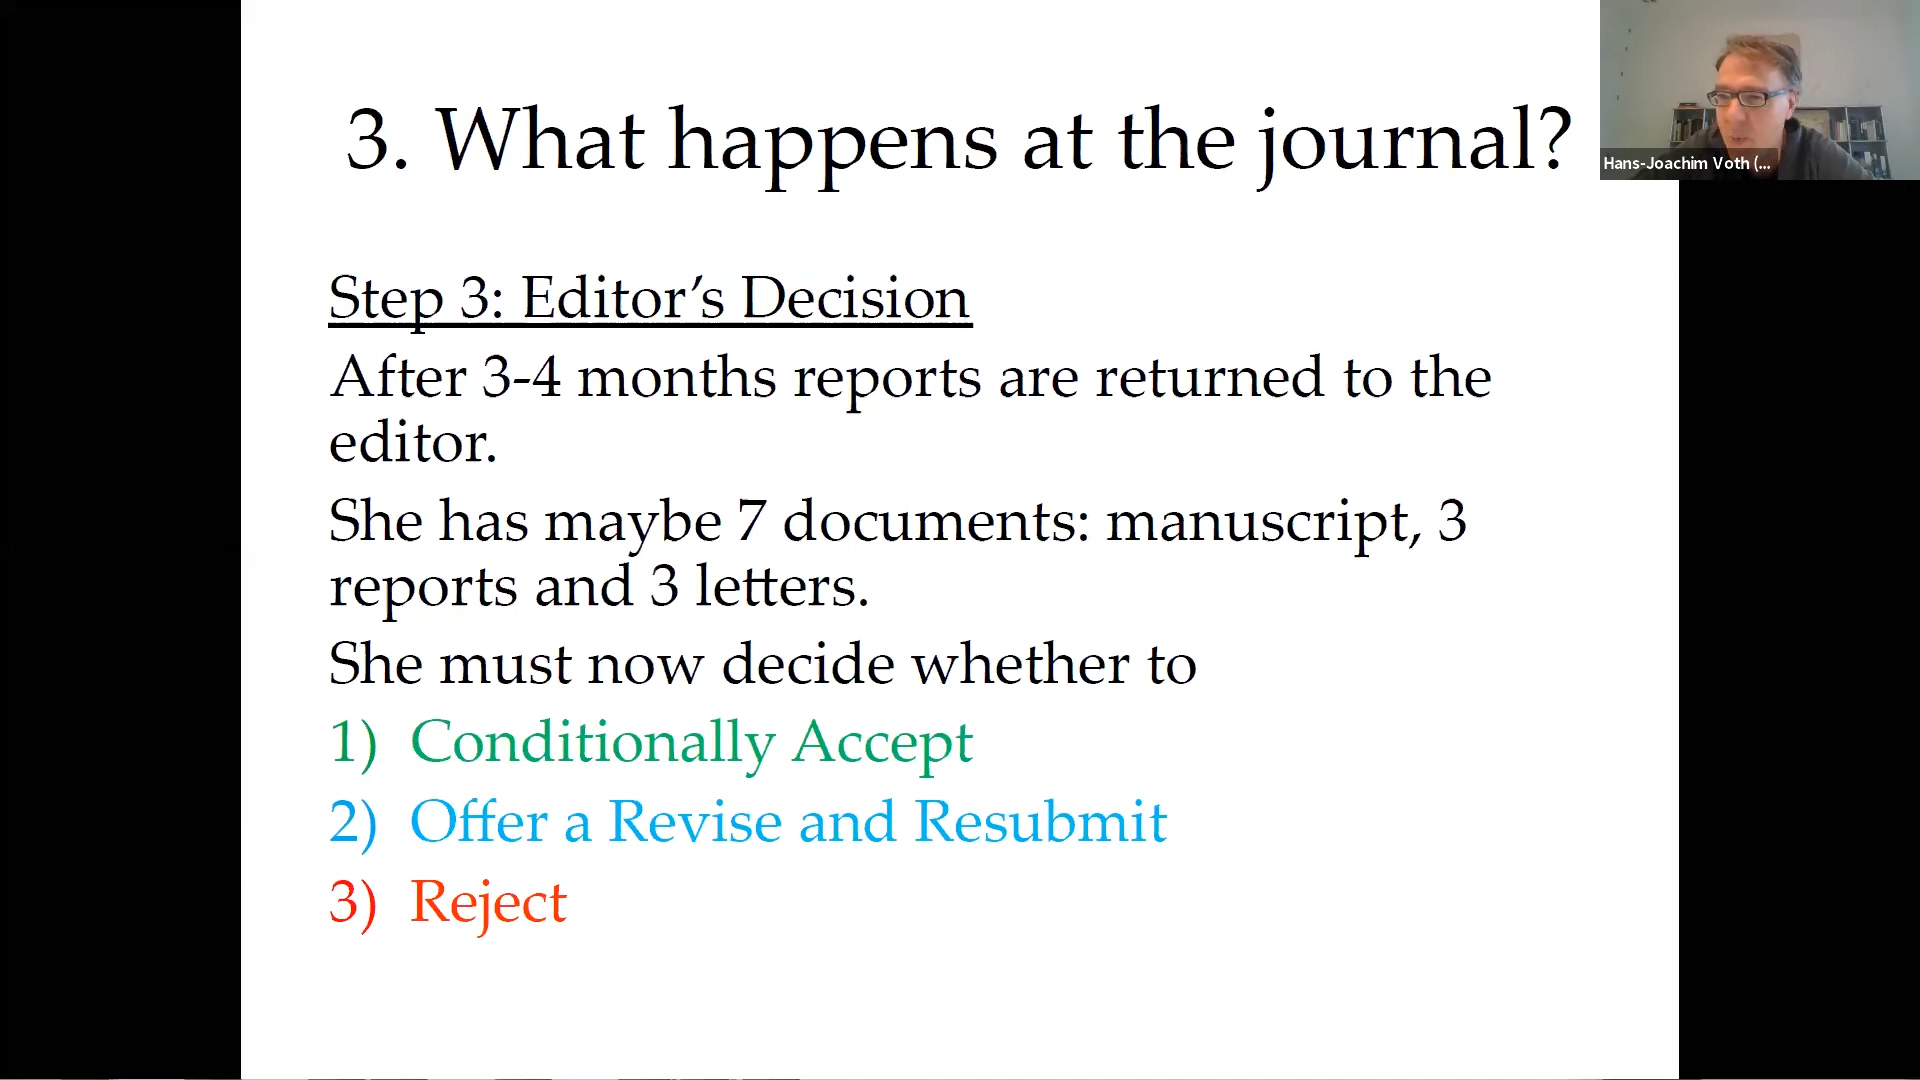 3. What happens at the journal?
Hans-Joachim Voth (...
Step 3: Editor’s Decision
After 3-4 months reports are returned to the
editor.
She has maybe 7 documents: manuscript, 3
reports and 3 letters.
She must now decide whether to
1) Conditionally Accept
2) Offer a Revise and Resubmit
3) Reject